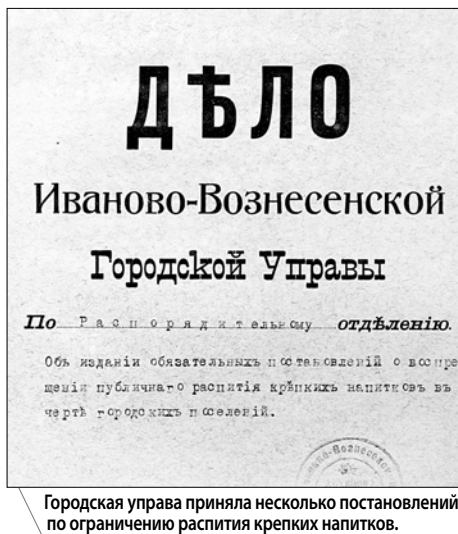 ДѢЛО
Иваново-Вознесенской
Городской Управы
По Распорядительному отдѣленію.
Объ изданіи обязательныхъ постановленій о воспре
щеніи публичнаго распитія крѣпкихъ напитковъ въ
чертѣ городскихъ поселеній.
Городская управа приняла несколько постановлений
по ограничению распития крепких напитков.